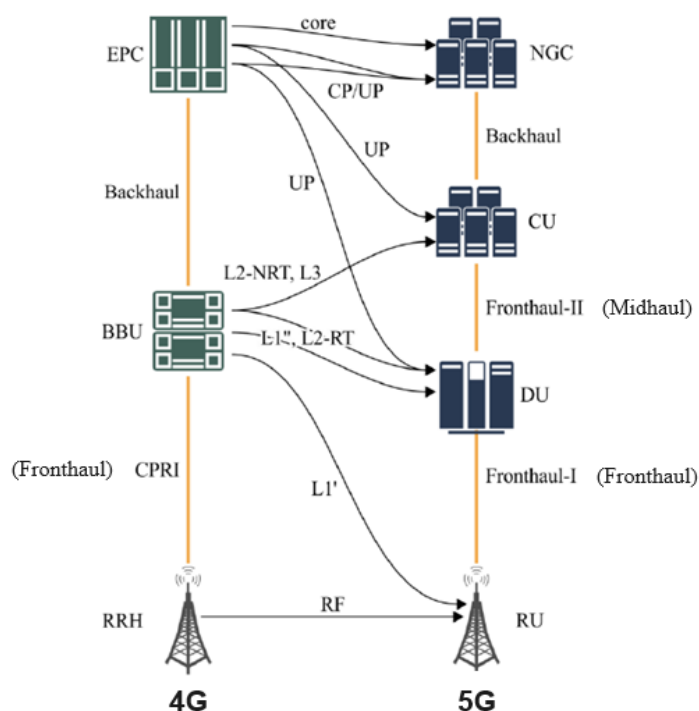 core
EPC
NGC
CP/UP
Backhaul
UP
UP
Backhaul
CU
L2-NRT, L3
Fronthaul-II (Midhaul)
BBU
L1", L2-RT
DU
(Fronthaul) CPRI
Fronthaul-I (Fronthaul)
L1'
RRH
RF
RU
4G
5G